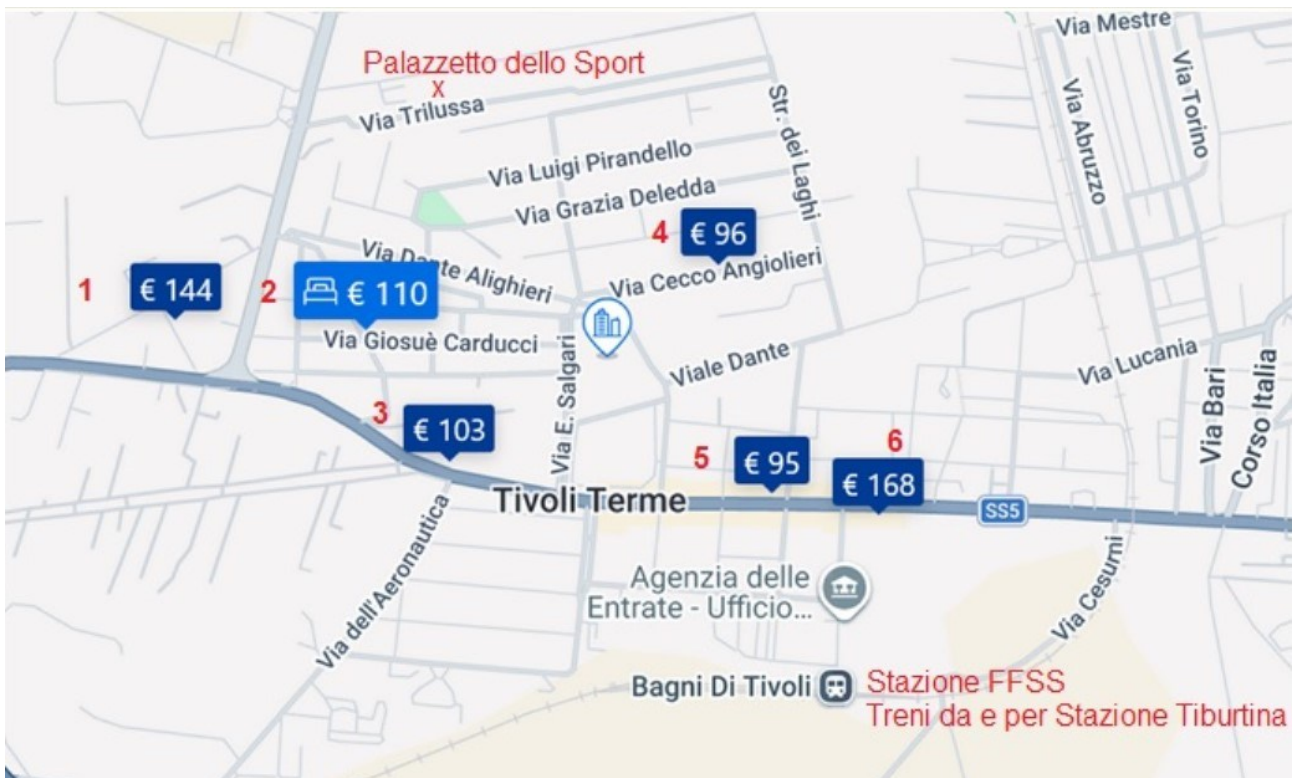 Via Mestre
Palazzetto dello Sport
x
Via Trilussa
Str. dei Laghi
Via Abruzzo
Via Torino
Via Luigi Pirandello
Via Grazia Deledda
4
€ 96
Via Dante Alighieri
Via Cecco Angiolieri
1
€ 144
2
€ 110
Via Giosuè Carducci
Via E. Salgari
Viale Dante
Via Lucania
Via Bari
Corso Italia
3
€ 103
5
€ 95
6
€ 168
Tivoli Terme
SS5
Via dell'Aeronautica
Agenzia delle
Entrate - Ufficio...
Via Cesurni
Bagni Di Tivoli
Stazione FFSS
Treni da e per Stazione Tiburtina